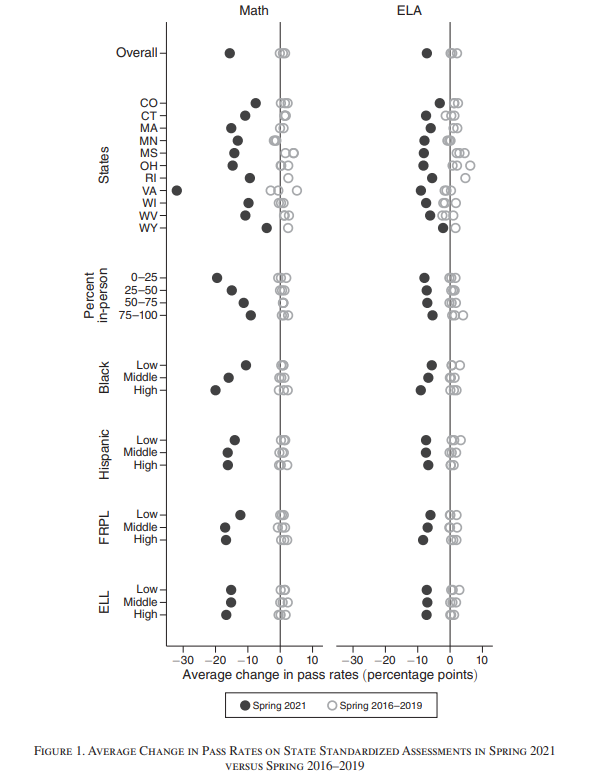 Math ELA
Overall
States
CO
CT
MA
MN
MS
OH
RI
VA
WI
WV
WY
Percent
in-person
0–25
25–50
50–75
75–100
Black
Low
Middle
High
Hispanic
Low
Middle
High
FRPL
Low
Middle
High
ELL
Low
Middle
High
−30 −20 −10 0 10 −30 −20 −10 0 10
Average change in pass rates (percentage points)
Spring 2021 Spring 2016–2019
FIGURE 1. AVERAGE CHANGE IN PASS RATES ON STATE STANDARDIZED ASSESSMENTS IN SPRING 2021
VERSUS SPRING 2016–2019